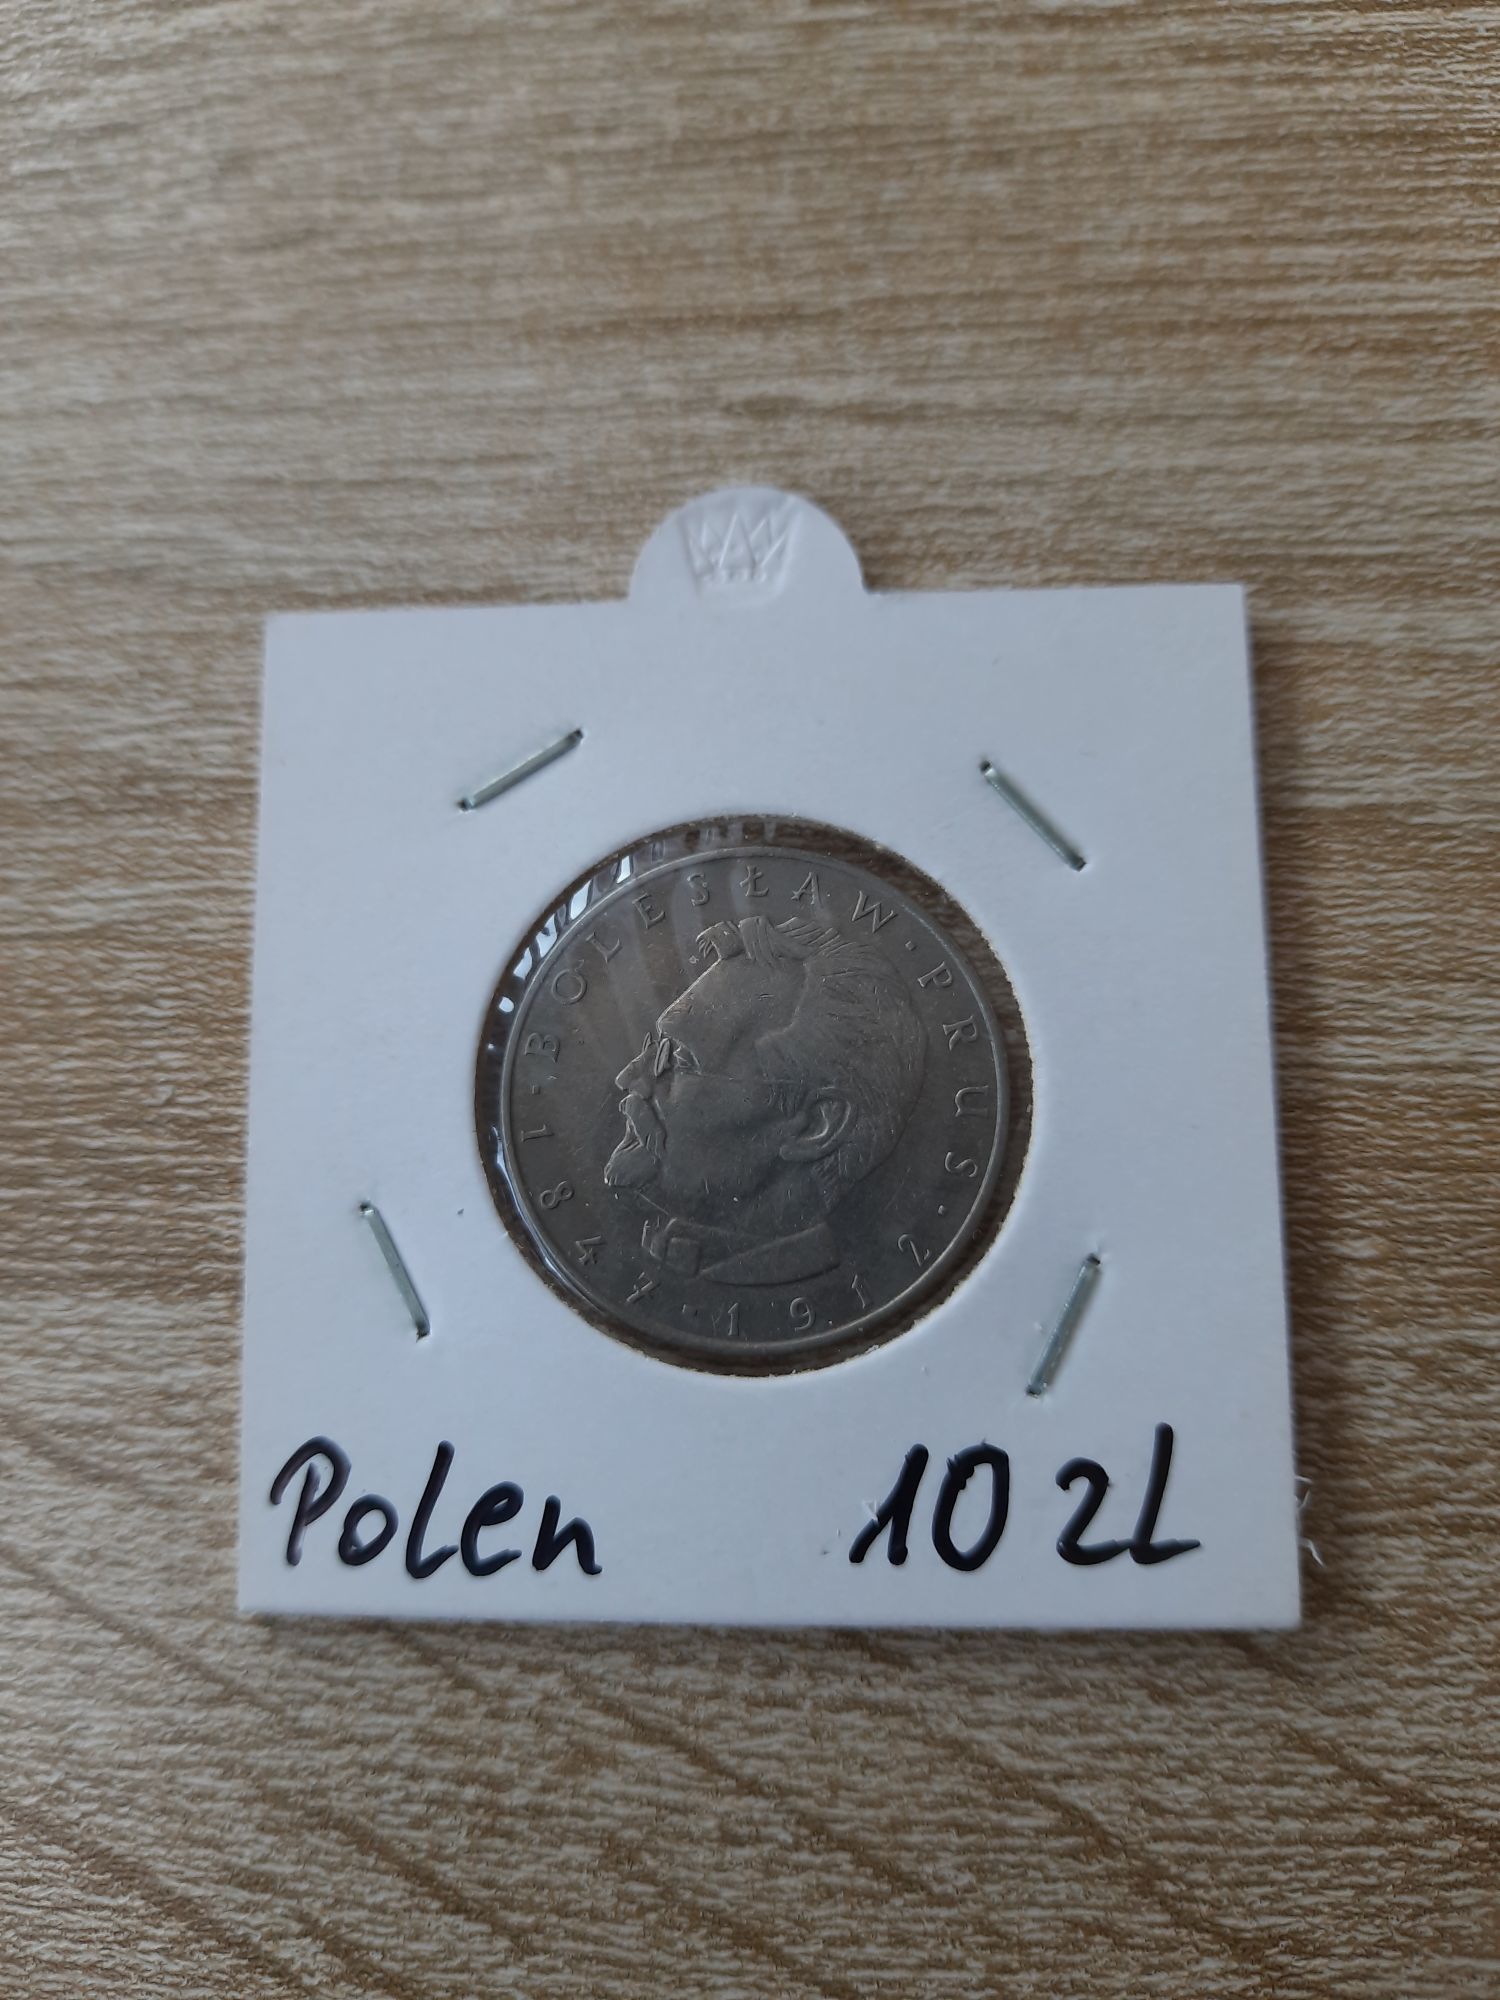 BOLESŁAW · PRUS · 1847 · 1912
Polen 10 zL